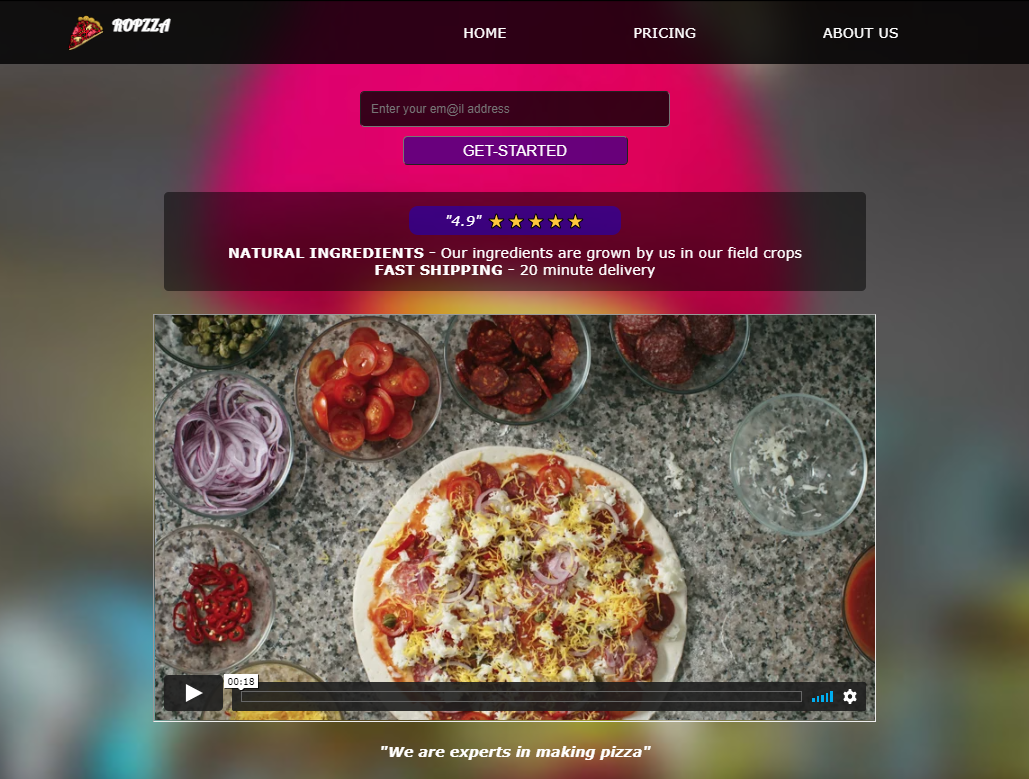 ROPZZA
HOME PRICING ABOUT US
Enter your em@il address
GET-STARTED
"4.9" ★ ★ ★ ★ ★
NATURAL INGREDIENTS - Our ingredients are grown by us in our field crops
FAST SHIPPING - 20 minute delivery
00:18
"We are experts in making pizza"